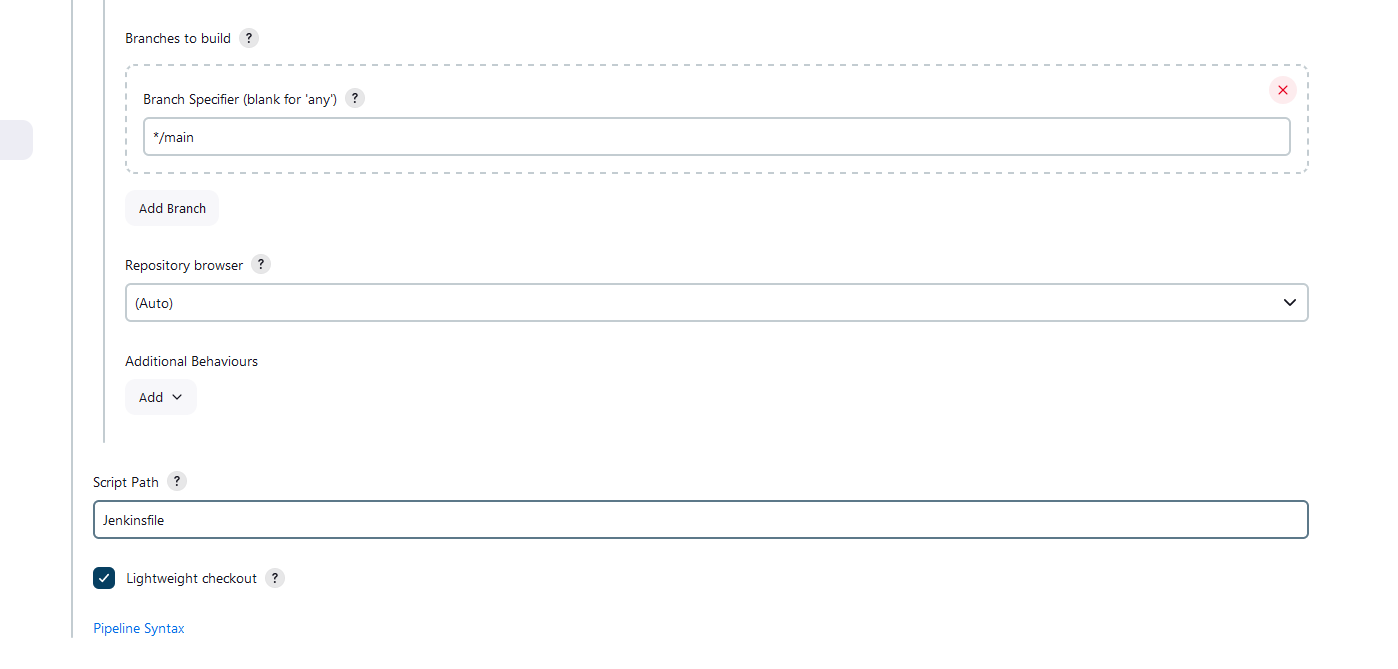 Branches to build ?
Branch Specifier (blank for 'any') ?
*/main
Add Branch
Repository browser ?
(Auto)
Additional Behaviours
Add
Script Path ?
Jenkinsfile
Lightweight checkout ?
Pipeline Syntax